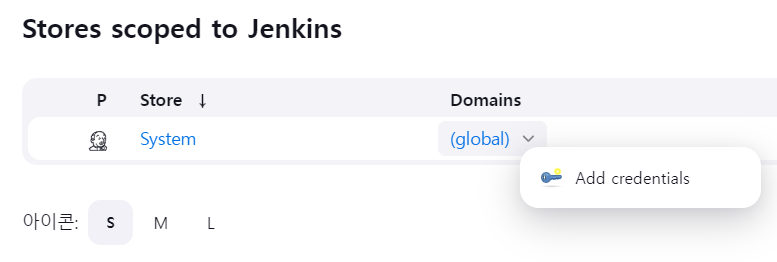 Stores scoped to Jenkins
P Store ↓ Domains
System (global)
Add credentials
아이콘: S M L